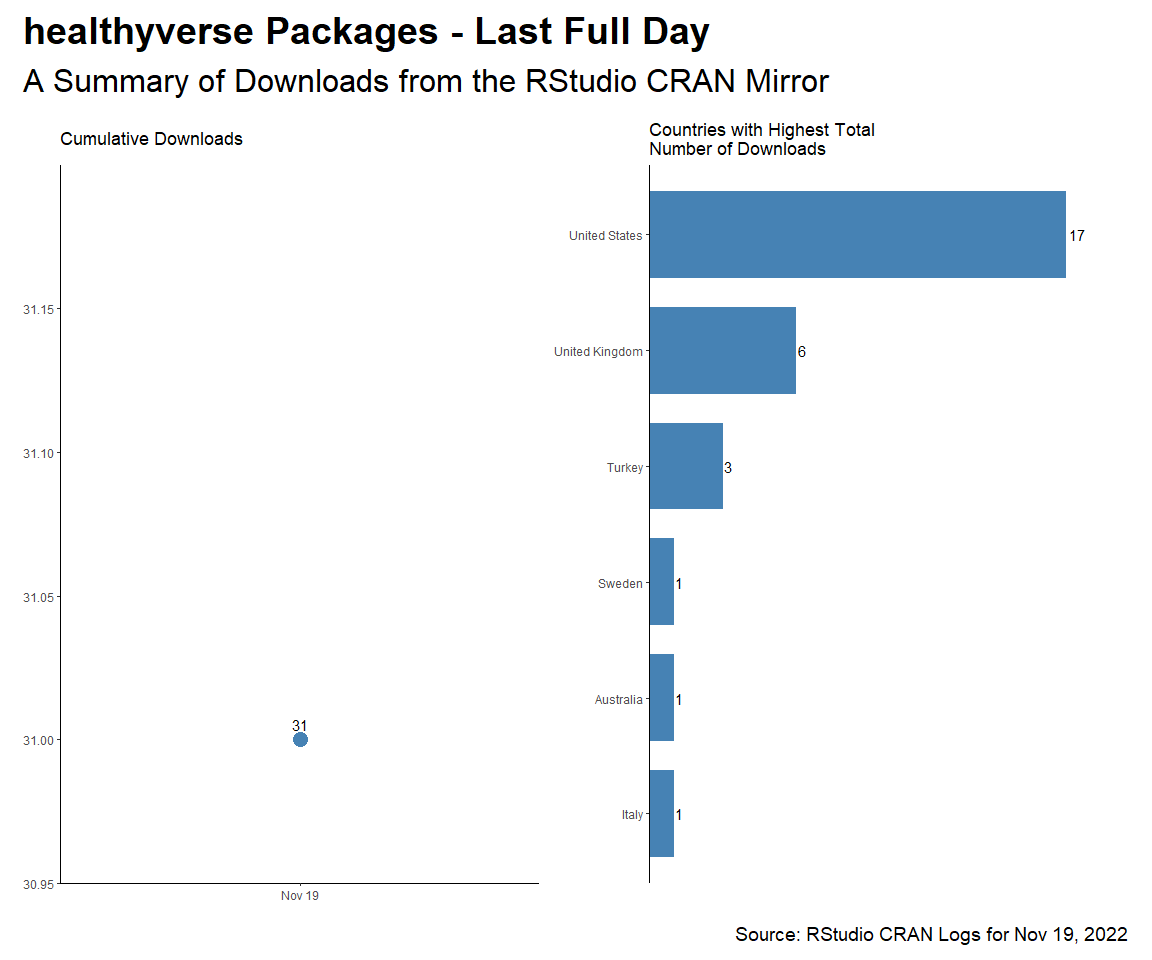 healthyverse Packages - Last Full Day
A Summary of Downloads from the RStudio CRAN Mirror
Cumulative Downloads
31.15
31.10
31.05
31.00
30.95
31
Nov 19
Countries with Highest Total
Number of Downloads
United States
17
United Kingdom
6
Turkey
3
Sweden
1
Australia
1
Italy
1
Source: RStudio CRAN Logs for Nov 19, 2022